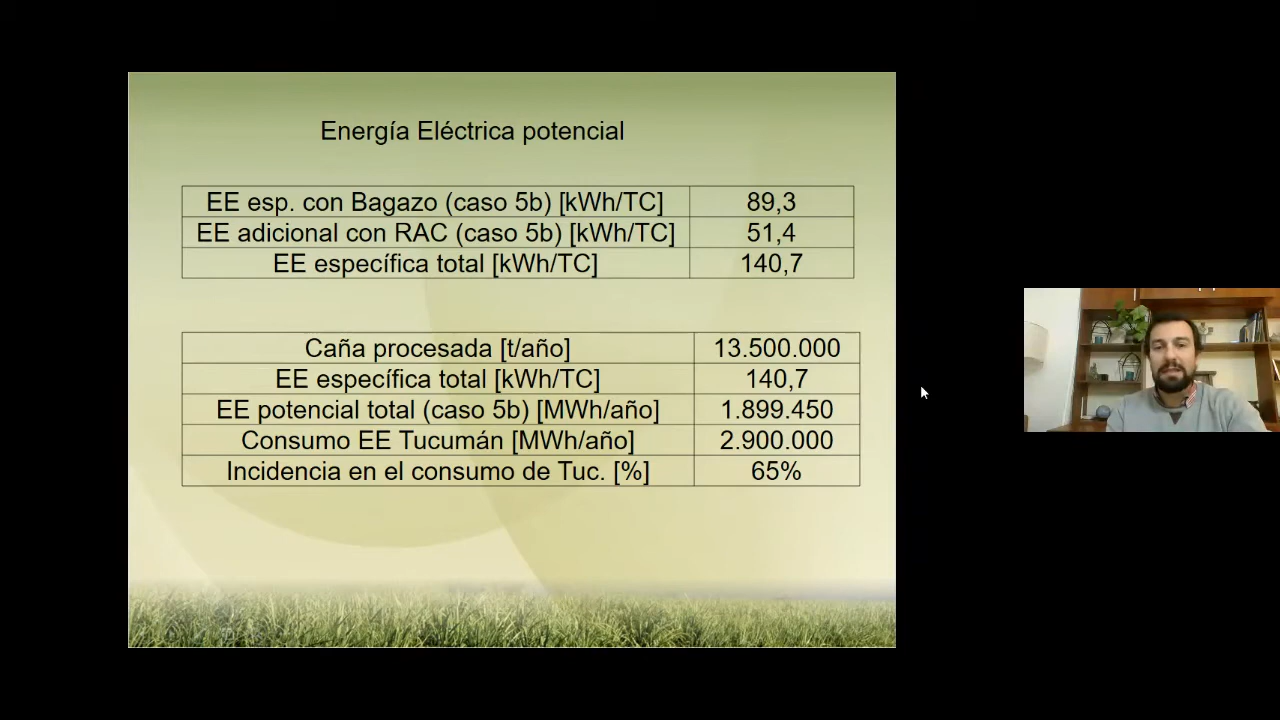 Energía Eléctrica potencial
EE esp. con Bagazo (caso 5b) [kWh/TC] 89,3
EE adicional con RAC (caso 5b) [kWh/TC] 51,4
EE específica total [kWh/TC] 140,7
Caña procesada [t/año] 13.500.000
EE específica total [kWh/TC] 140,7
EE potencial total (caso 5b) [MWh/año] 1.899.450
Consumo EE Tucumán [MWh/año] 2.900.000
Incidencia en el consumo de Tuc. [%] 65%